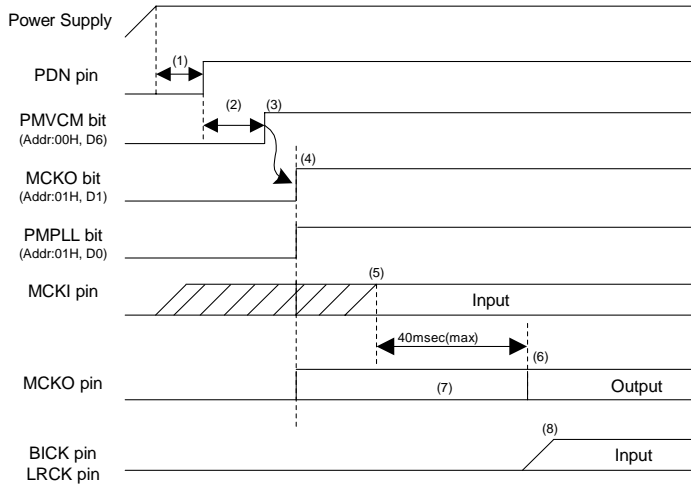 Power Supply
(1)
PDN pin
(2)
(3)
PMVCM bit
(Addr:00H, D6)
(4)
MCKO bit
(Addr:01H, D1)
PMPLL bit
(Addr:01H, D0)
(5)
MCKI pin
Input
40msec(max)
(6)
MCKO pin
(7)
Output
(8)
BICK pin
LRCK pin
Input